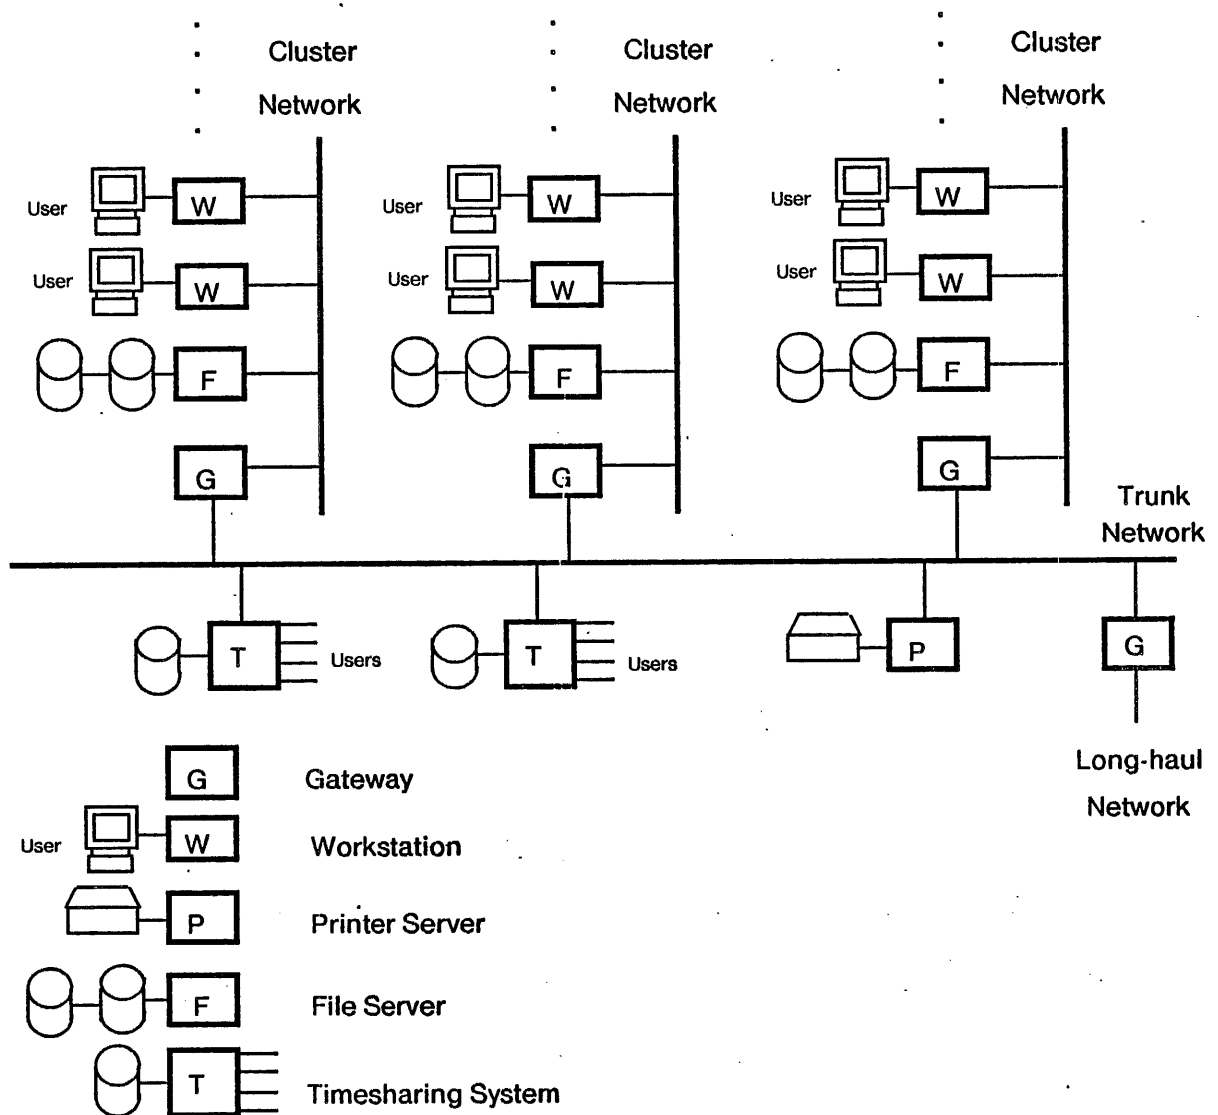 Cluster
Network
Cluster
Network
Cluster
Network
User W
User W
F
G
User W
User W
F
G
User W
User W
F
G
Trunk
Network
T Users
T Users
P
G
Long-haul
Network
G Gateway
User W Workstation
P Printer Server
F File Server
T Timesharing System